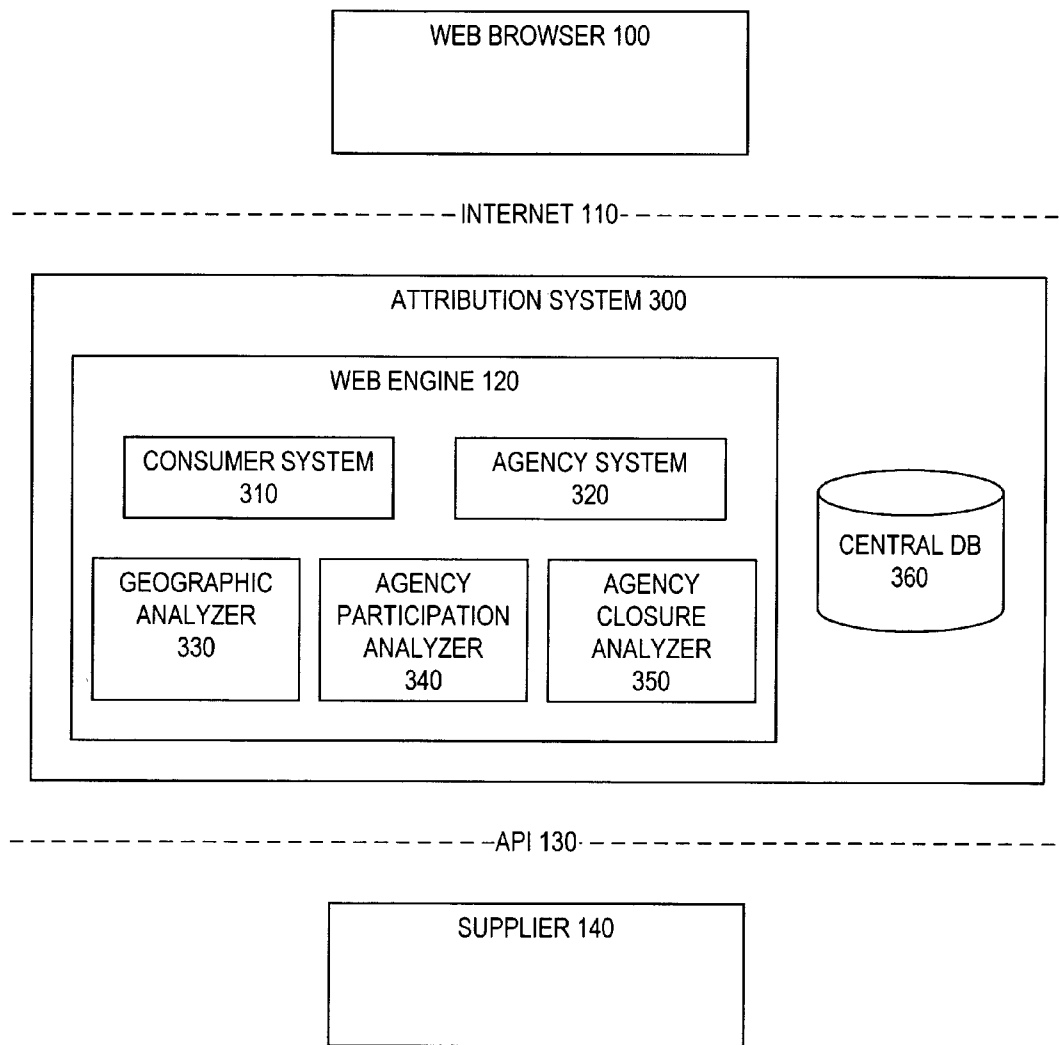 WEB BROWSER 100
INTERNET 110
ATTRIBUTION SYSTEM 300
WEB ENGINE 120
CONSUMER SYSTEM
310
AGENCY SYSTEM
320
GEOGRAPHIC
ANALYZER
330
AGENCY
PARTICIPATION
ANALYZER
340
AGENCY
CLOSURE
ANALYZER
350
CENTRAL DB
360
API 130
SUPPLIER 140